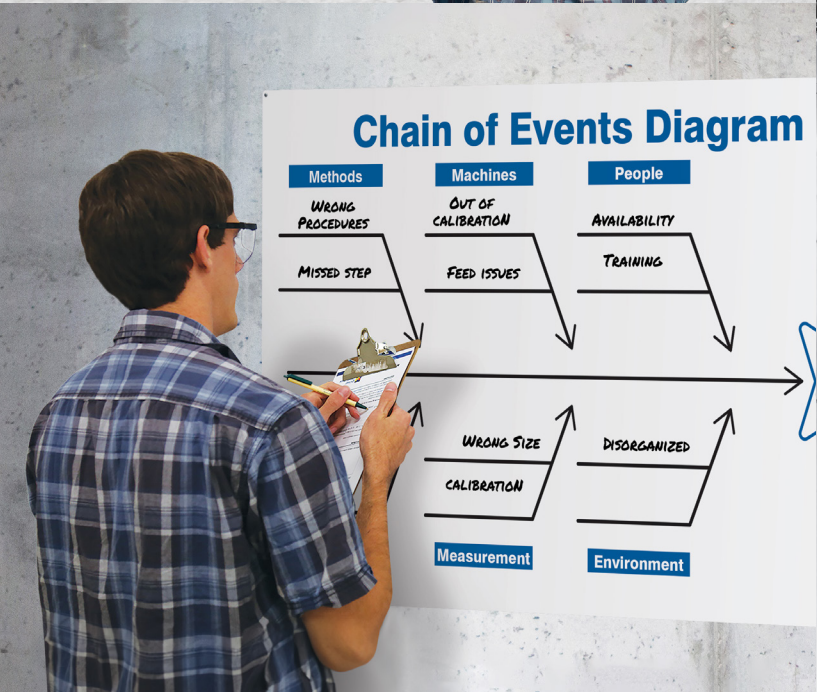 Chain of Events Diagram
Methods
Machines
People
WRONG
PROCEDURES
OUT OF
CALIBRATION
AVAILABILITY
MISSED STEP
FEED ISSUES
TRAINING
WRONG SIZE
DISORGANIZED
CALIBRATION
Measurement
Environment